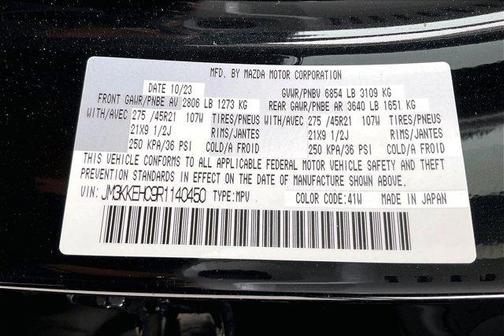 MFD. BY MAZDA MOTOR CORPORATION
DATE 10/23 GVWR/PNBV 6854 LB 3109 KG
FRONT GAWR/PNBE AV 2806 LB 1273 KG REAR GAWR/PNBE AR 3640 LB 1651 KG
WITH/AVEC 275 /45R21 107W TIRES/PNEUS WITH/AVEC 275 /45R21 107W TIRES/PNEUS
21X9 1/2J RIMS/JANTES 21X9 1/2J RIMS/JANTES
250 KPA/36 PSI COLD/A FROID 250 KPA/36 PSI COLD/A FROID
THIS VEHICLE CONFORMS TO ALL APPLICABLE FEDERAL MOTOR VEHICLE SAFETY AND THEFT
PREVENTION STANDARDS IN EFFECT ON THE DATE OF MANUFACTURE SHOWN ABOVE.
VIN: JM3KKEHC9R1140450 TYPE:MPV COLOR CODE:41W MADE IN JAPAN